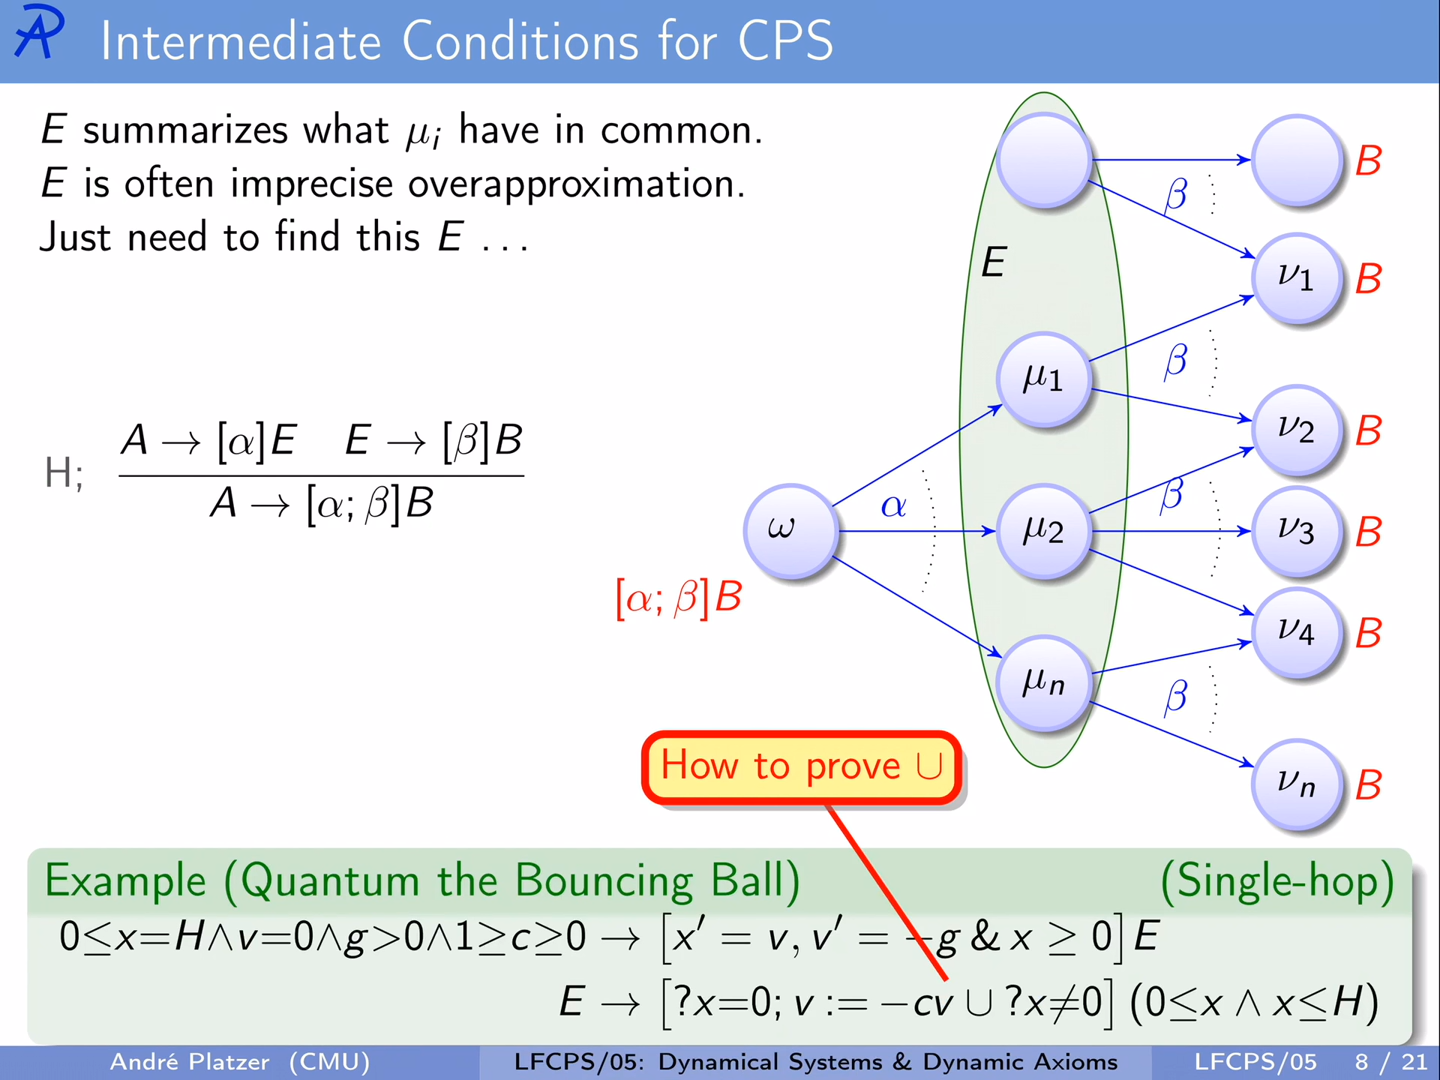 Intermediate Conditions for CPS
E summarizes what μi have in common.
E is often imprecise overapproximation.
Just need to find this E ...
H; A → [α]E E → [β]B
A → [α; β]B
B
β
E
ν1 B
μ1
β
ν2 B
ω
α
μ2
β
ν3 B
[α; β]B
ν4 B
μn
β
νn B
How to prove ∪
Example (Quantum the Bouncing Ball) (Single-hop)
0≤x=H∧v=0∧g>0∧1≥c≥0 → [x′ = v, v′ = −g & x ≥ 0]E
E → [?x=0; v := −cv ∪ ?x≠0] (0≤x ∧ x≤H)
André Platzer (CMU) LFCPS/05: Dynamical Systems & Dynamic Axioms LFCPS/05 8 / 21